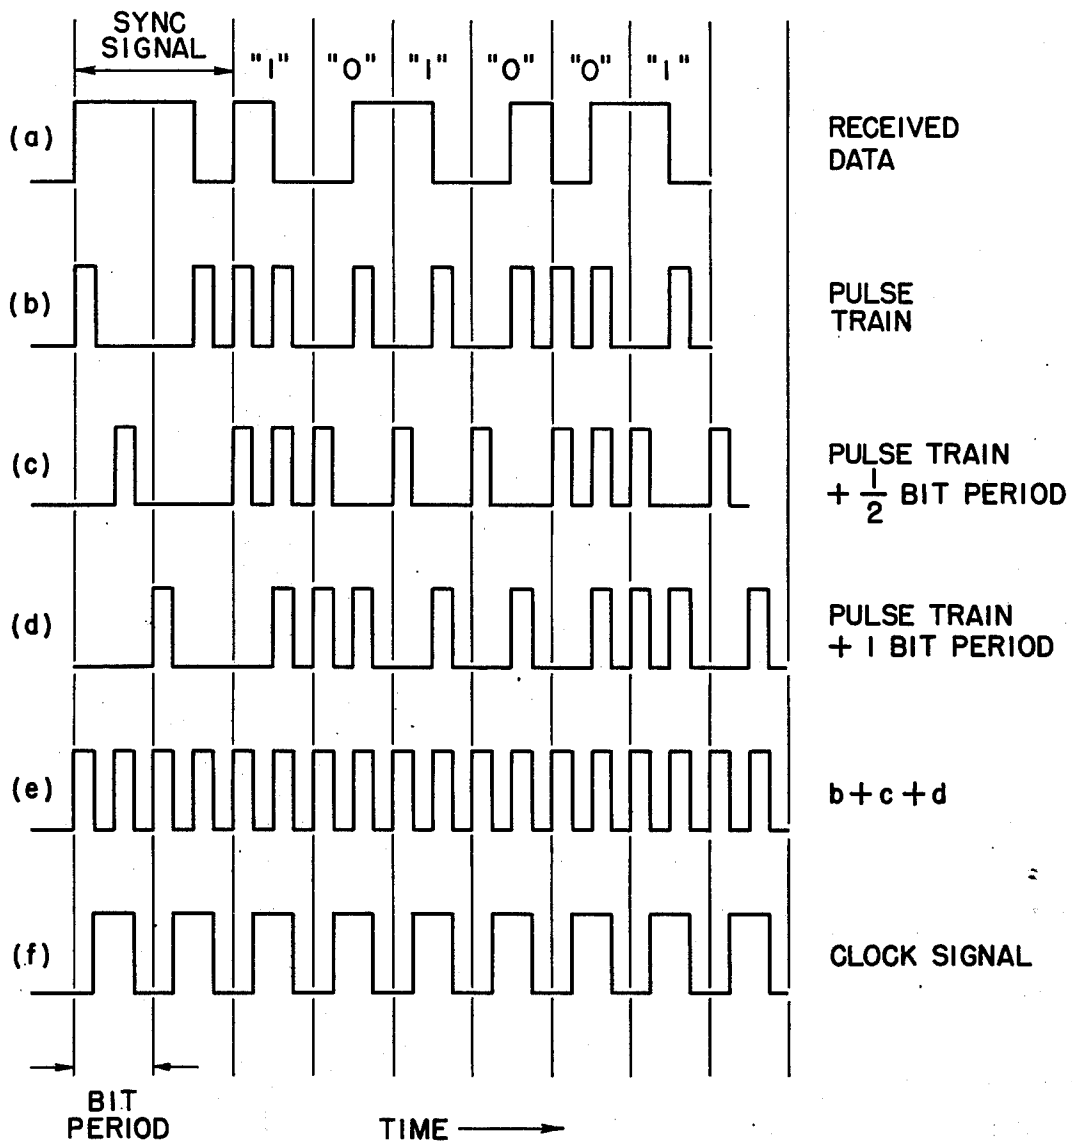 SYNC
SIGNAL
"1" "0" "1" "0" "0" "1"
(a)
RECEIVED
DATA
(b)
PULSE
TRAIN
(c)
PULSE TRAIN
+ 1/2 BIT PERIOD
(d)
PULSE TRAIN
+ 1 BIT PERIOD
(e)
b+c+d
(f)
CLOCK SIGNAL
BIT
PERIOD
TIME